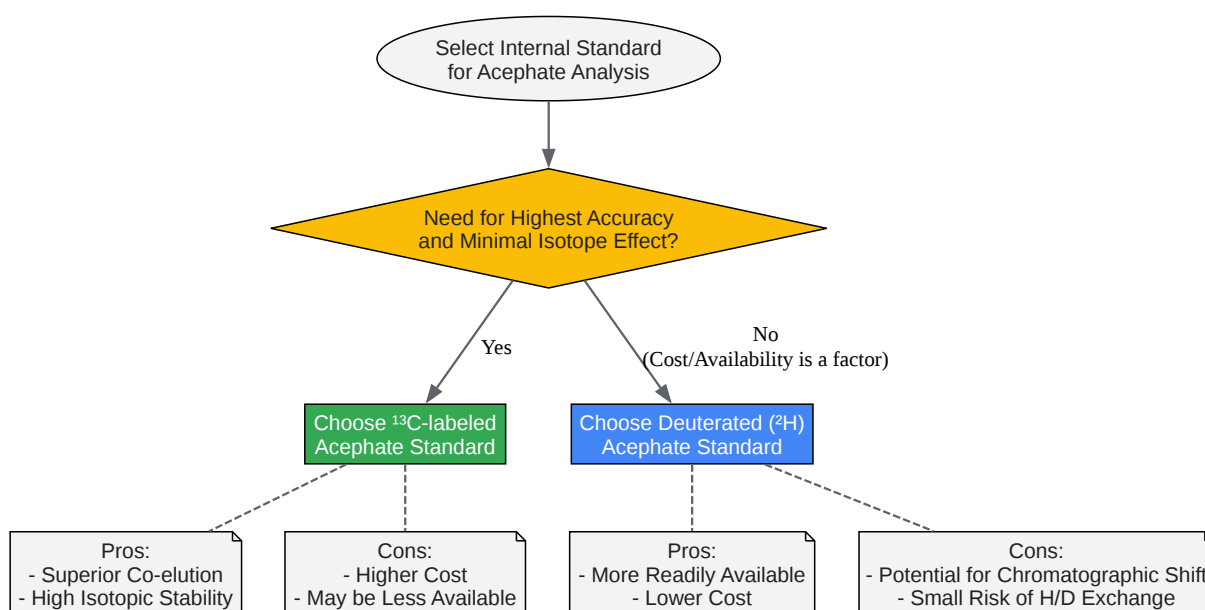 Select Internal Standard
for Acephate Analysis
Need for Highest Accuracy
and Minimal Isotope Effect?
Yes
No
(Cost/Availability is a factor)
Choose ¹³C-labeled
Acephate Standard
Choose Deuterated (²H)
Acephate Standard
Pros:
- Superior Co-elution
- High Isotopic Stability
Cons:
- Higher Cost
- May be Less Available
Pros:
- More Readily Available
- Lower Cost
Cons:
- Potential for Chromatographic Shift
- Small Risk of H/D Exchange